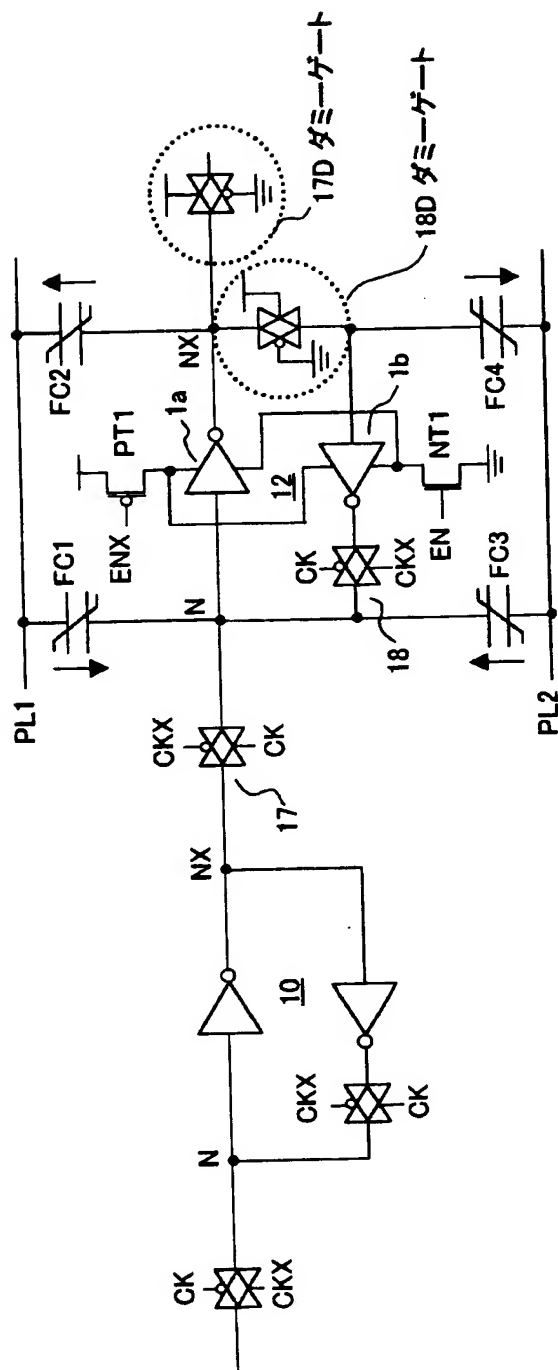 CK
CKX
N
10
CKX
CK
NX
17
CKX
CK
PL1
FC1
N
ENX
PT1
1a
12
FC2
NX
17D ダミーゲート
18D ダミーゲート
1b
CK
CKX
18
EN
NT1
FC3
FC4
PL2